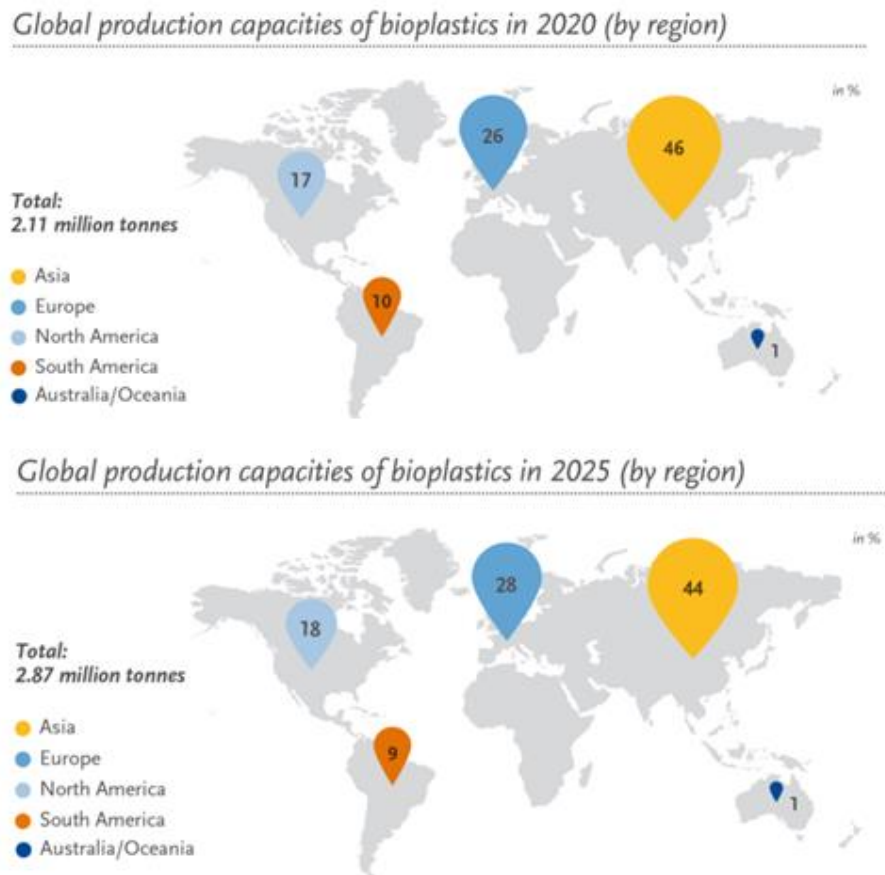 Global production capacities of bioplastics in 2020 (by region)
in %
26
46
17
Total:
2.11 million tonnes
Asia
Europe
10
North America
South America
1
Australia/Oceania
Global production capacities of bioplastics in 2025 (by region)
in %
28
44
18
Total:
2.87 million tonnes
Asia
9
Europe
North America
1
South America
Australia/Oceania